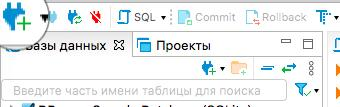 SQL Commit Rollback
Базы данных Проекты
Введите часть имени таблицы для поиска